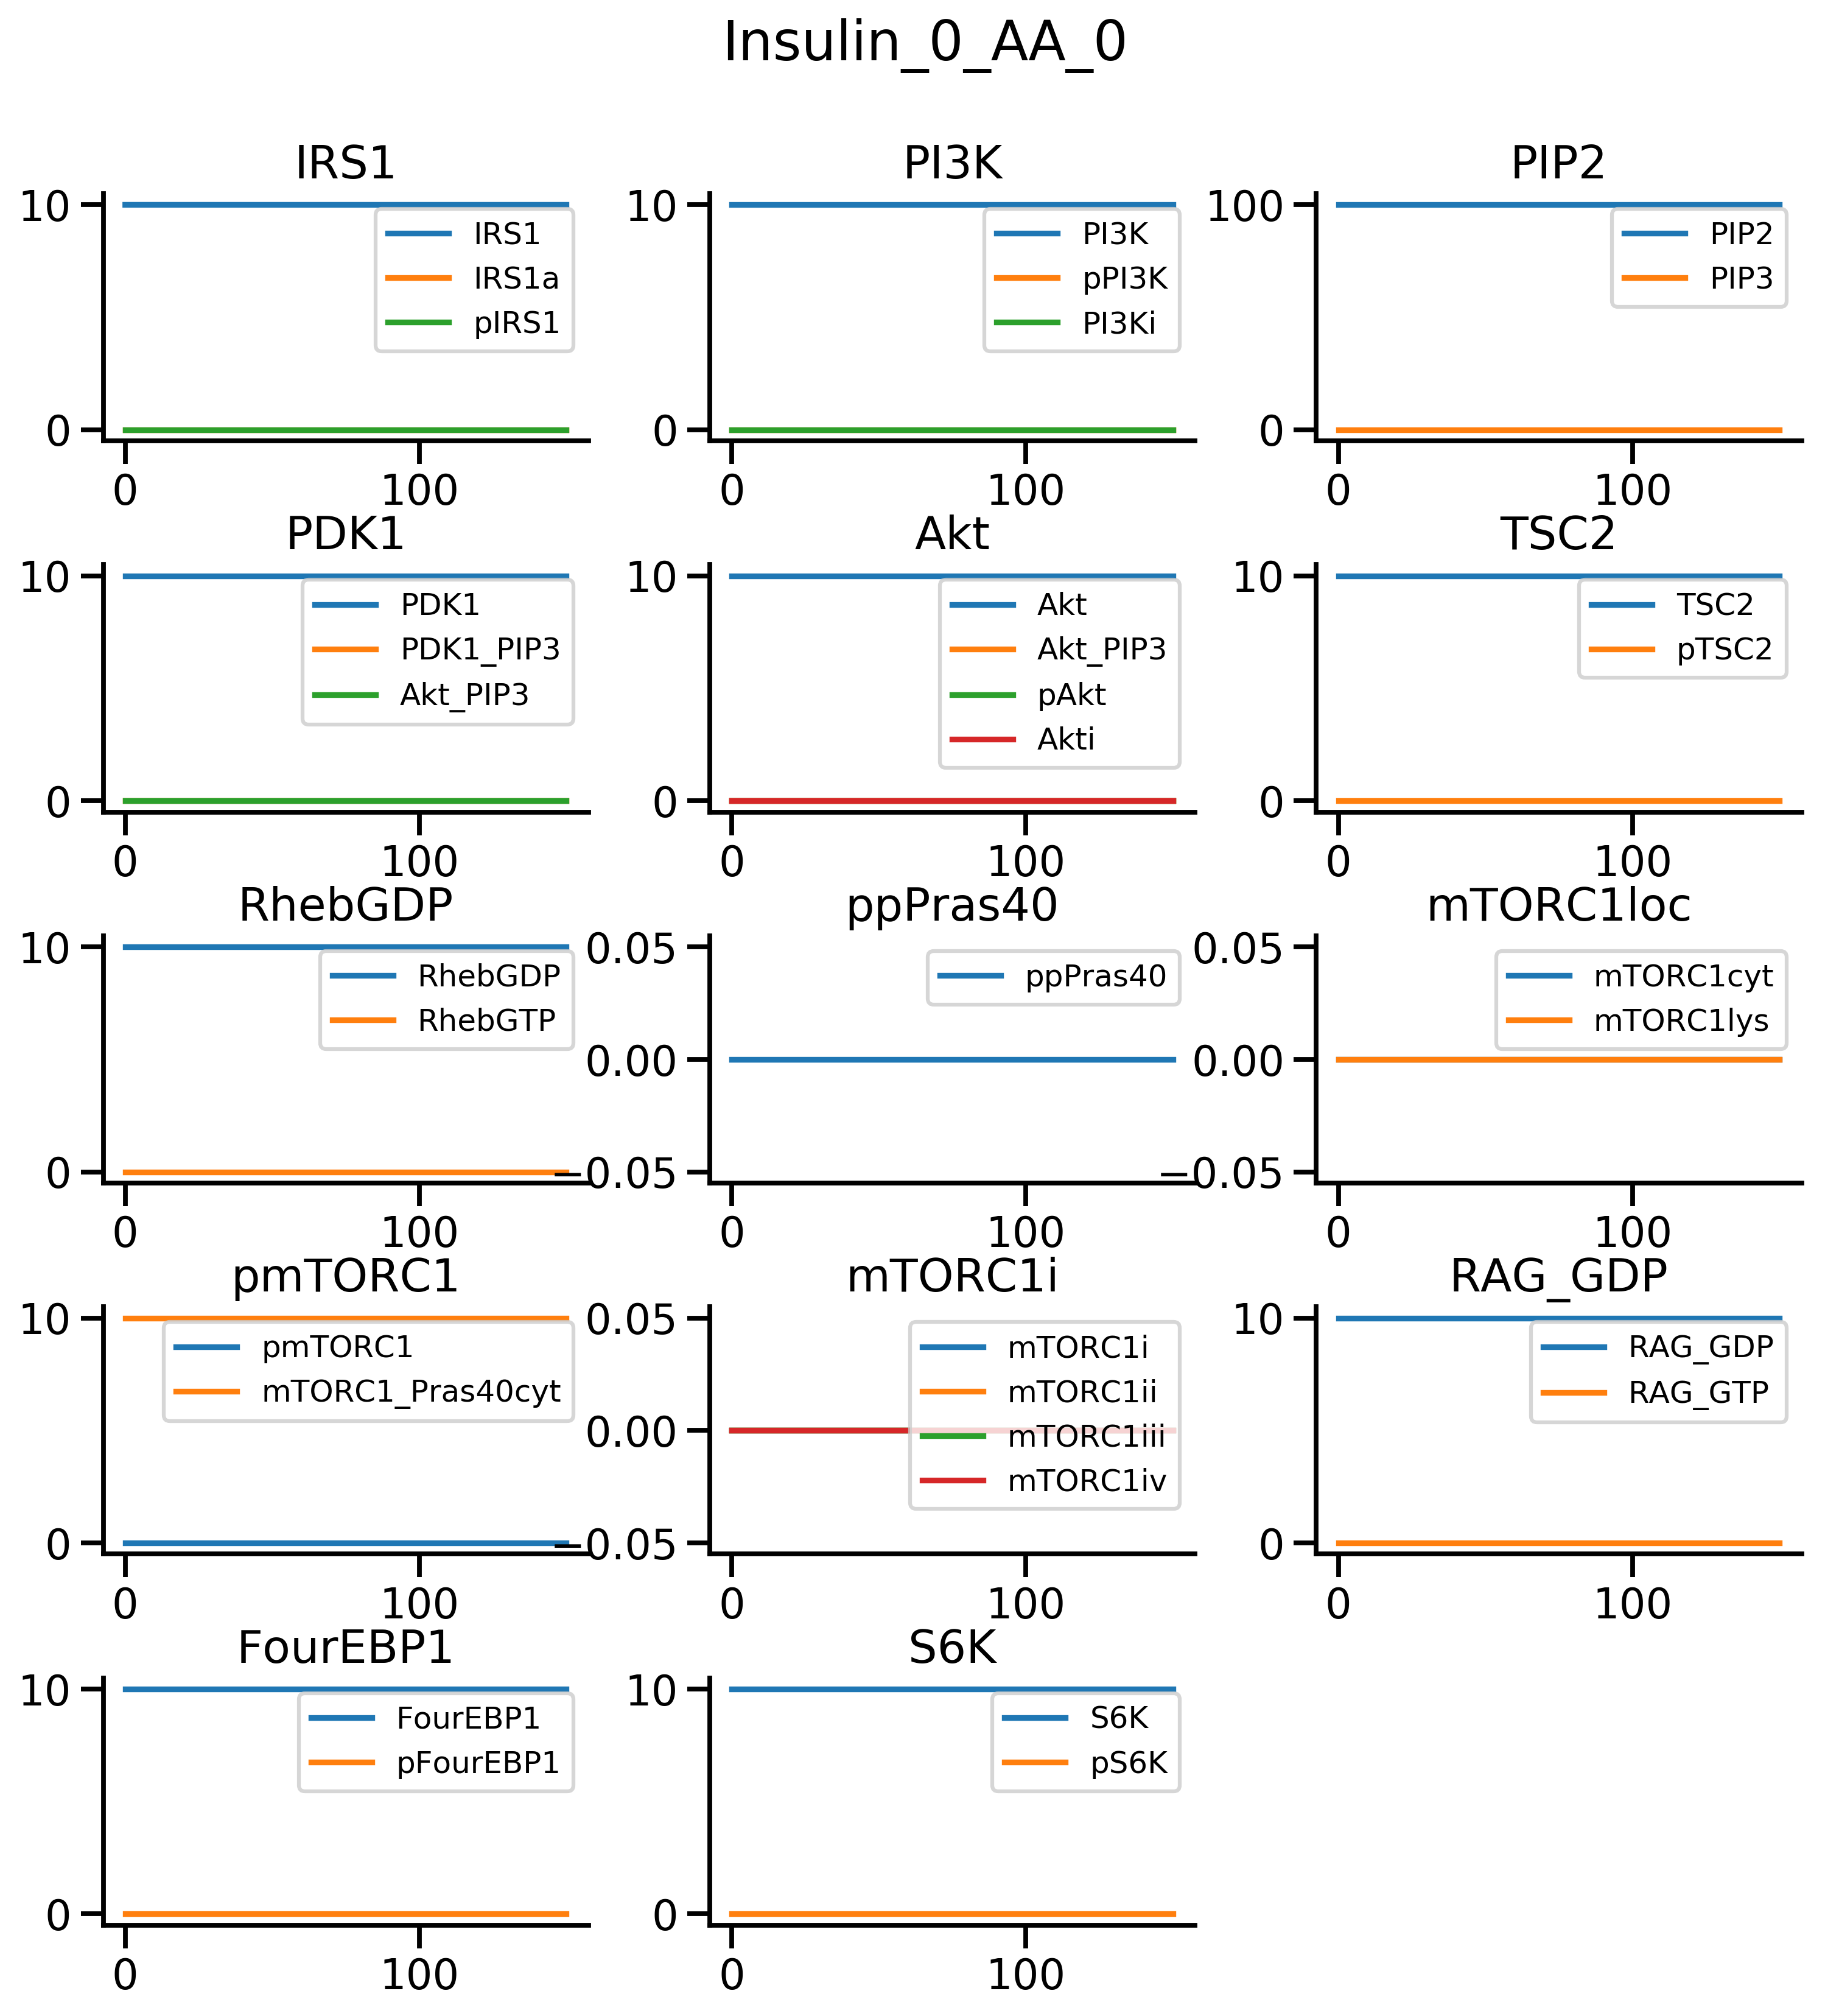 Insulin_0_AA_0
IRS1
10
0
0
100
IRS1
IRS1a
pIRS1
PI3K
10
0
0
100
PI3K
pPI3K
PI3Ki
PIP2
100
0
0
100
PIP2
PIP3
PDK1
10
0
0
100
PDK1
PDK1_PIP3
Akt_PIP3
Akt
10
0
0
100
Akt
Akt_PIP3
pAkt
Akti
TSC2
10
0
0
100
TSC2
pTSC2
RhebGDP
10
0
0
100
RhebGDP
RhebGTP
ppPras40
0.05
0.00
−0.05
0
100
ppPras40
mTORC1loc
0.05
0.00
−0.05
0
100
mTORC1cyt
mTORC1lys
pmTORC1
10
0
0
100
pmTORC1
mTORC1_Pras40cyt
mTORC1i
0.05
0.00
−0.05
0
100
mTORC1i
mTORC1ii
mTORC1iii
mTORC1iv
RAG_GDP
10
0
0
100
RAG_GDP
RAG_GTP
FourEBP1
10
0
0
100
FourEBP1
pFourEBP1
S6K
10
0
0
100
S6K
pS6K